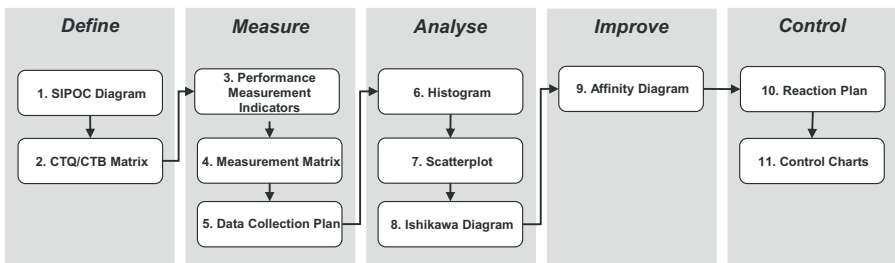 Define
1. SIPOC Diagram
2. CTQ/CTB Matrix
Measure
3. Performance
Measurement
Indicators
4. Measurement Matrix
5. Data Collection Plan
Analyse
6. Histogram
7. Scatterplot
8. Ishikawa Diagram
Improve
9. Affinity Diagram
Control
10. Reaction Plan
11. Control Charts